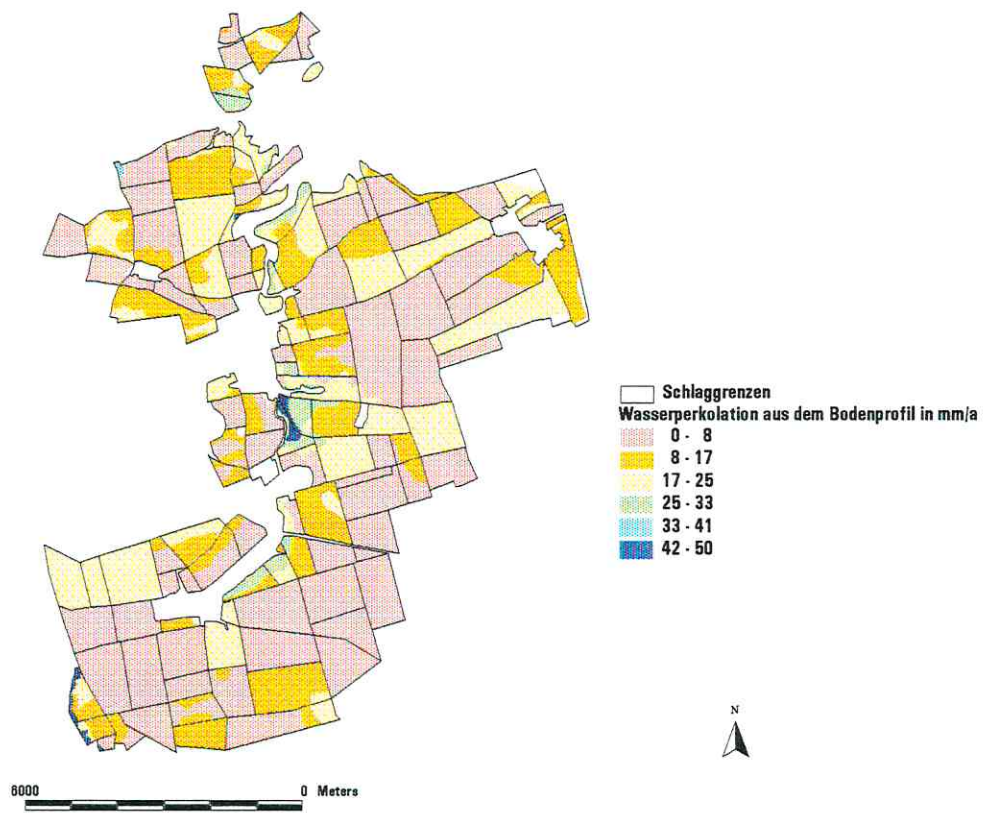 Schlaggrenzen
Wasserperkolation aus dem Bodenprofil in mm/a
0 - 8
8 - 17
17 - 25
25 - 33
33 - 41
42 - 50
N
6000 0 Meters